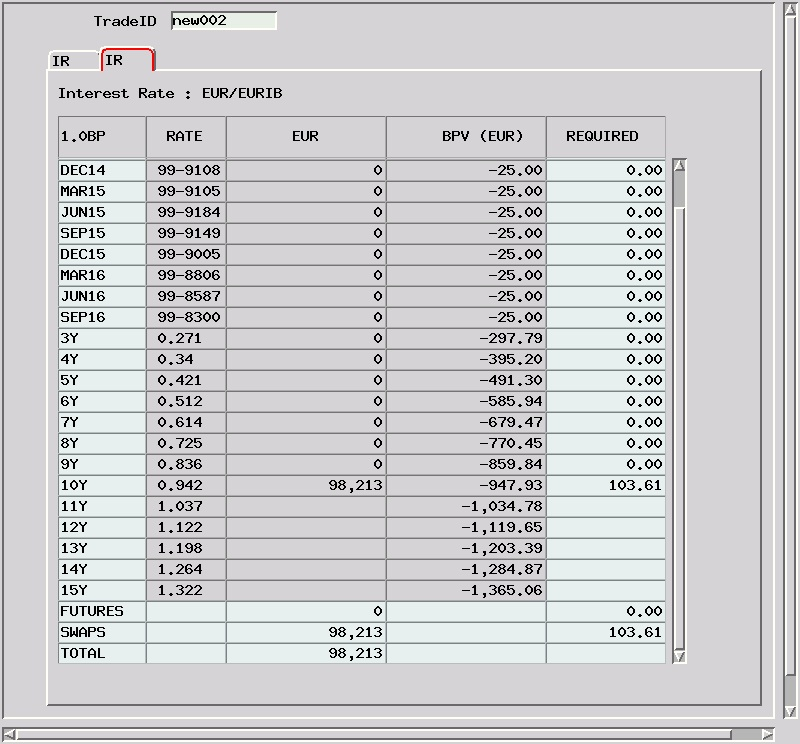 TradeID new002
IR IR
Interest Rate : EUR/EURIB
1.0BP RATE EUR BPV (EUR) REQUIRED
DEC14 99-9108 0 -25.00 0.00
MAR15 99-9105 0 -25.00 0.00
JUN15 99-9184 0 -25.00 0.00
SEP15 99-9149 0 -25.00 0.00
DEC15 99-9005 0 -25.00 0.00
MAR16 99-8806 0 -25.00 0.00
JUN16 99-8587 0 -25.00 0.00
SEP16 99-8300 0 -25.00 0.00
3Y 0.271 0 -297.79 0.00
4Y 0.34 0 -395.20 0.00
5Y 0.421 0 -491.30 0.00
6Y 0.512 0 -585.94 0.00
7Y 0.614 0 -679.47 0.00
8Y 0.725 0 -770.45 0.00
9Y 0.836 0 -859.84 0.00
10Y 0.942 98,213 -947.93 103.61
11Y 1.037 -1,034.78
12Y 1.122 -1,119.65
13Y 1.198 -1,203.39
14Y 1.264 -1,284.87
15Y 1.322 -1,365.06
FUTURES 0 0.00
SWAPS 98,213 103.61
TOTAL 98,213